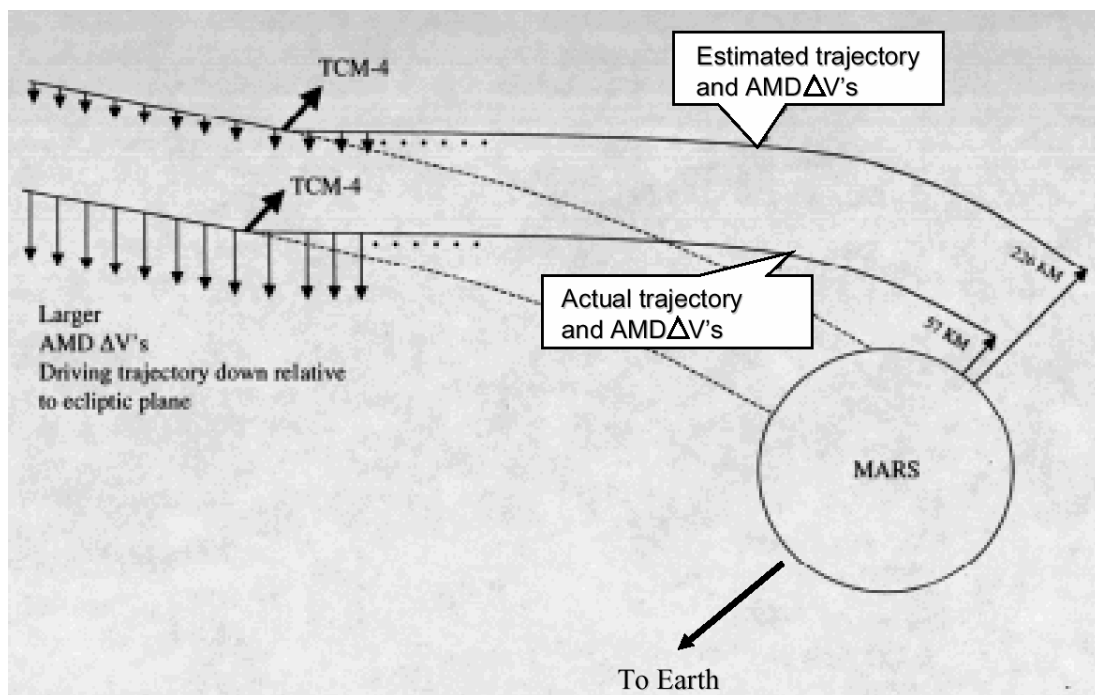 Estimated trajectory
and AMDΔV's
TCM-4
TCM-4
226 KM
Actual trajectory
and AMDΔV's
57 KM
Larger
AMD ΔV's
Driving trajectory down relative
to ecliptic plane
MARS
To Earth